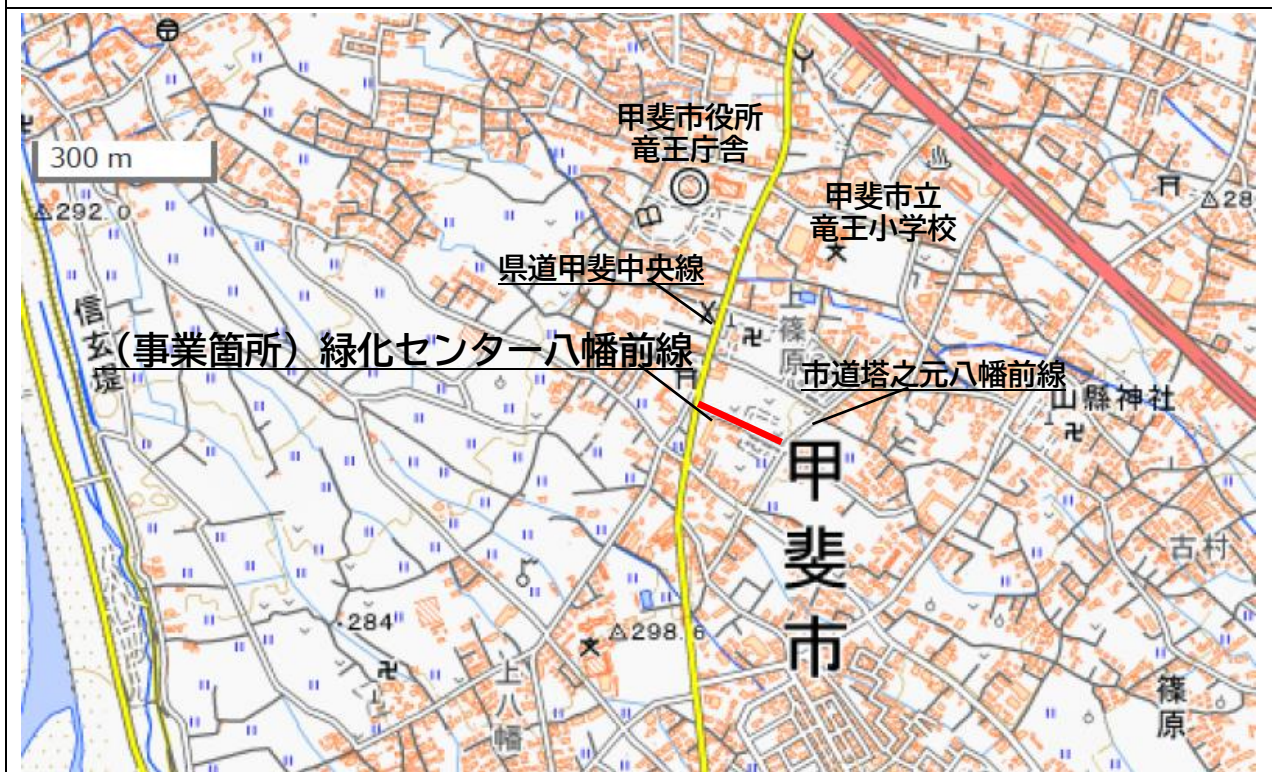 甲斐市役所
竜王庁舎
300 m
甲斐市立
竜王小学校
292.0
28
県道甲斐中央線
信玄堤
上篠原
(事業箇所)緑化センター八幡前線
市道塔之元八幡前線
山縣神社
甲斐市
古村
284
298.6
上八幡
篠原